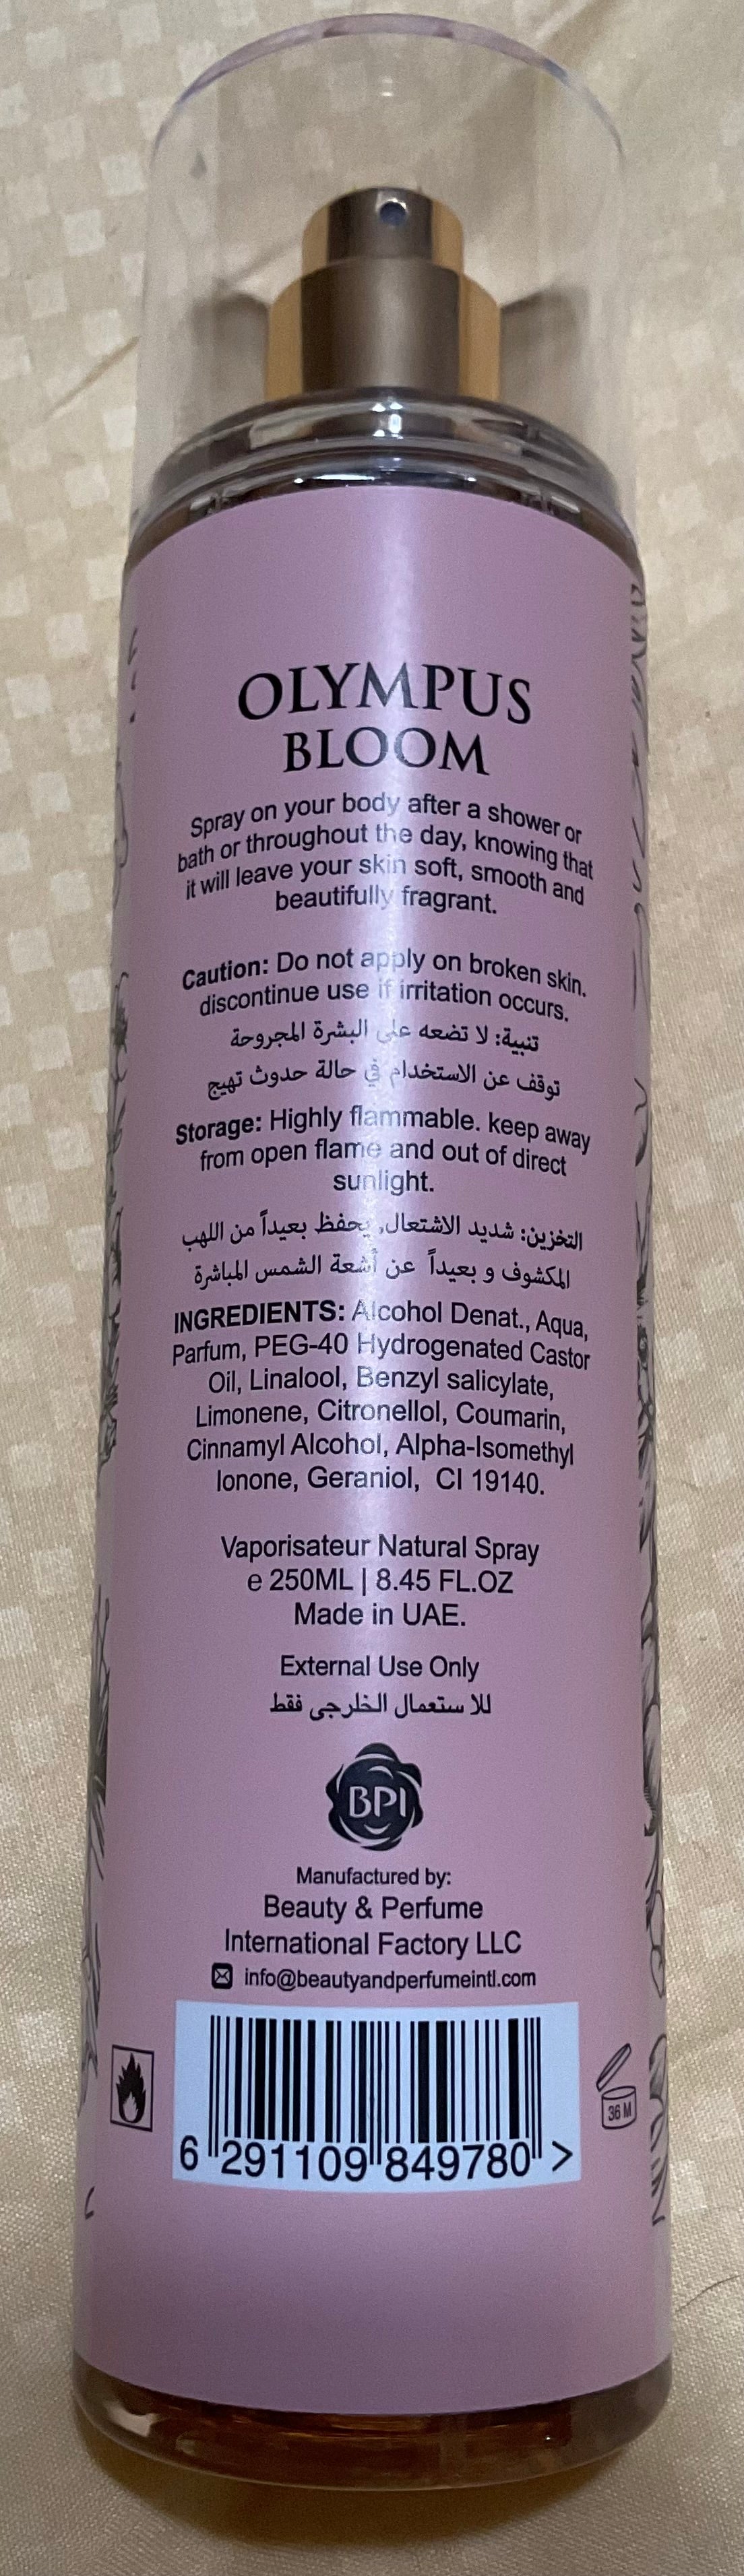 OLYMPUS
BLOOM
Spray on your body after a shower or
bath or throughout the day, knowing that
it will leave your skin soft, smooth and
beautifully fragrant.
Caution: Do not apply on broken skin.
discontinue use if irritation occurs.
تنبية: لا تضعه على البشرة المجروحة
توقف عن الاستخدام في حالة حدوث تهيج
Storage: Highly flammable. keep away
from open flame and out of direct
sunlight.
التخزين: شديد الاشتعال, يحفظ بعيداً من اللهب
المكشوف و بعيداً عن أشعة الشمس المباشرة
INGREDIENTS: Alcohol Denat., Aqua,
Parfum, PEG-40 Hydrogenated Castor
Oil, Linalool, Benzyl salicylate,
Limonene, Citronellol, Coumarin,
Cinnamyl Alcohol, Alpha-Isomethyl
Ionone, Geraniol, CI 19140.
Vaporisateur Natural Spray
℮ 250ML | 8.45 FL.OZ
Made in UAE.
External Use Only
للا ستعمال الخلرجى فقط
BPI
Manufactured by:
Beauty & Perfume
International Factory LLC
info@beautyandperfumeintl.com
36 M
6 291109 849780 >